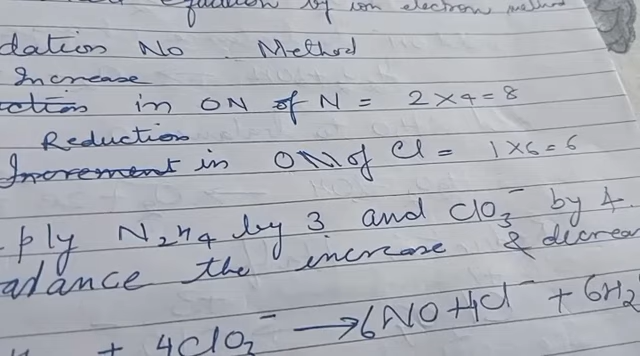 equation by ion electron method
dation No. Method
Increase
in ON of N = 2×4=8
Reduction
Increment in ON of Cl = 1×6=6
ply N2H4 by 3 and ClO3⁻ by 4.
alance the increase & decrea
+ 4ClO3⁻ → 6NO+4Cl⁻ + 6H2